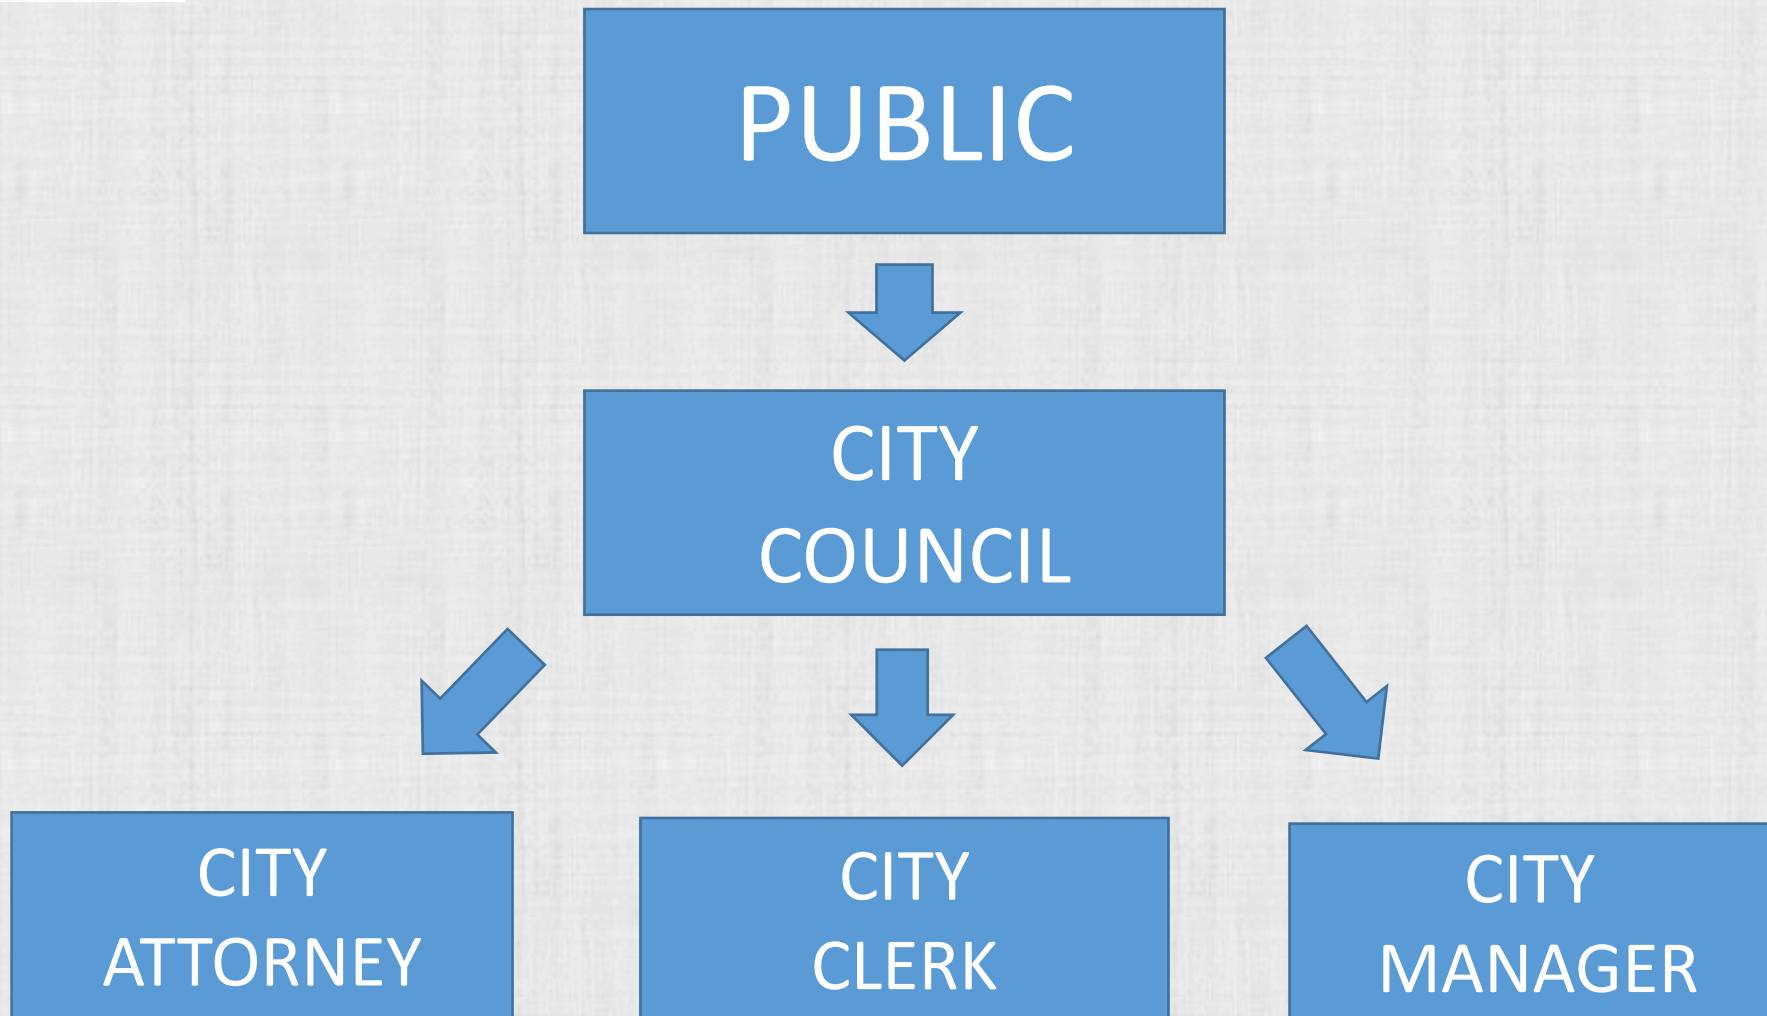 PUBLIC
CITY
COUNCIL
CITY
ATTORNEY
CITY
CLERK
CITY
MANAGER